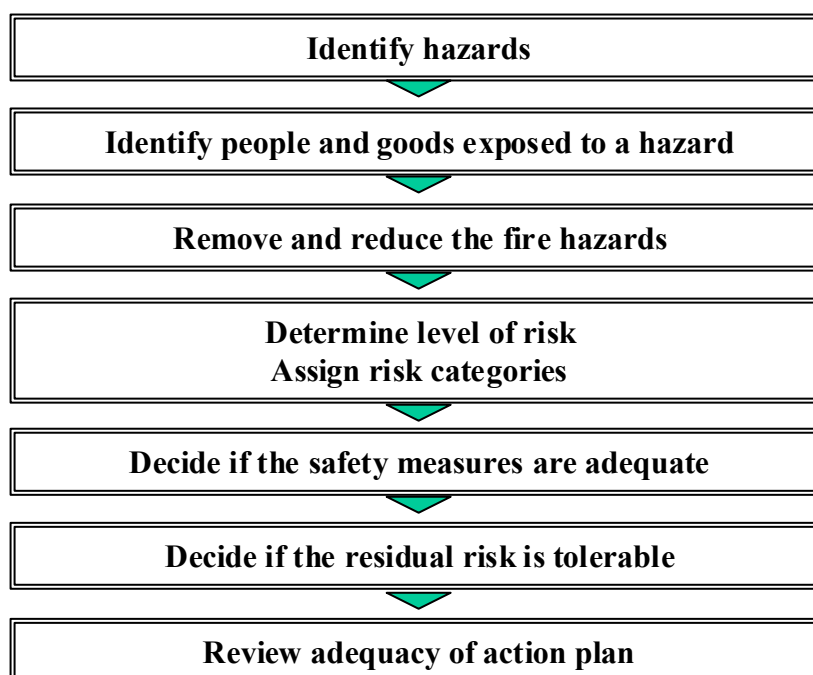 Identify hazards
Identify people and goods exposed to a hazard
Remove and reduce the fire hazards
Determine level of risk
Assign risk categories
Decide if the safety measures are adequate
Decide if the residual risk is tolerable
Review adequacy of action plan